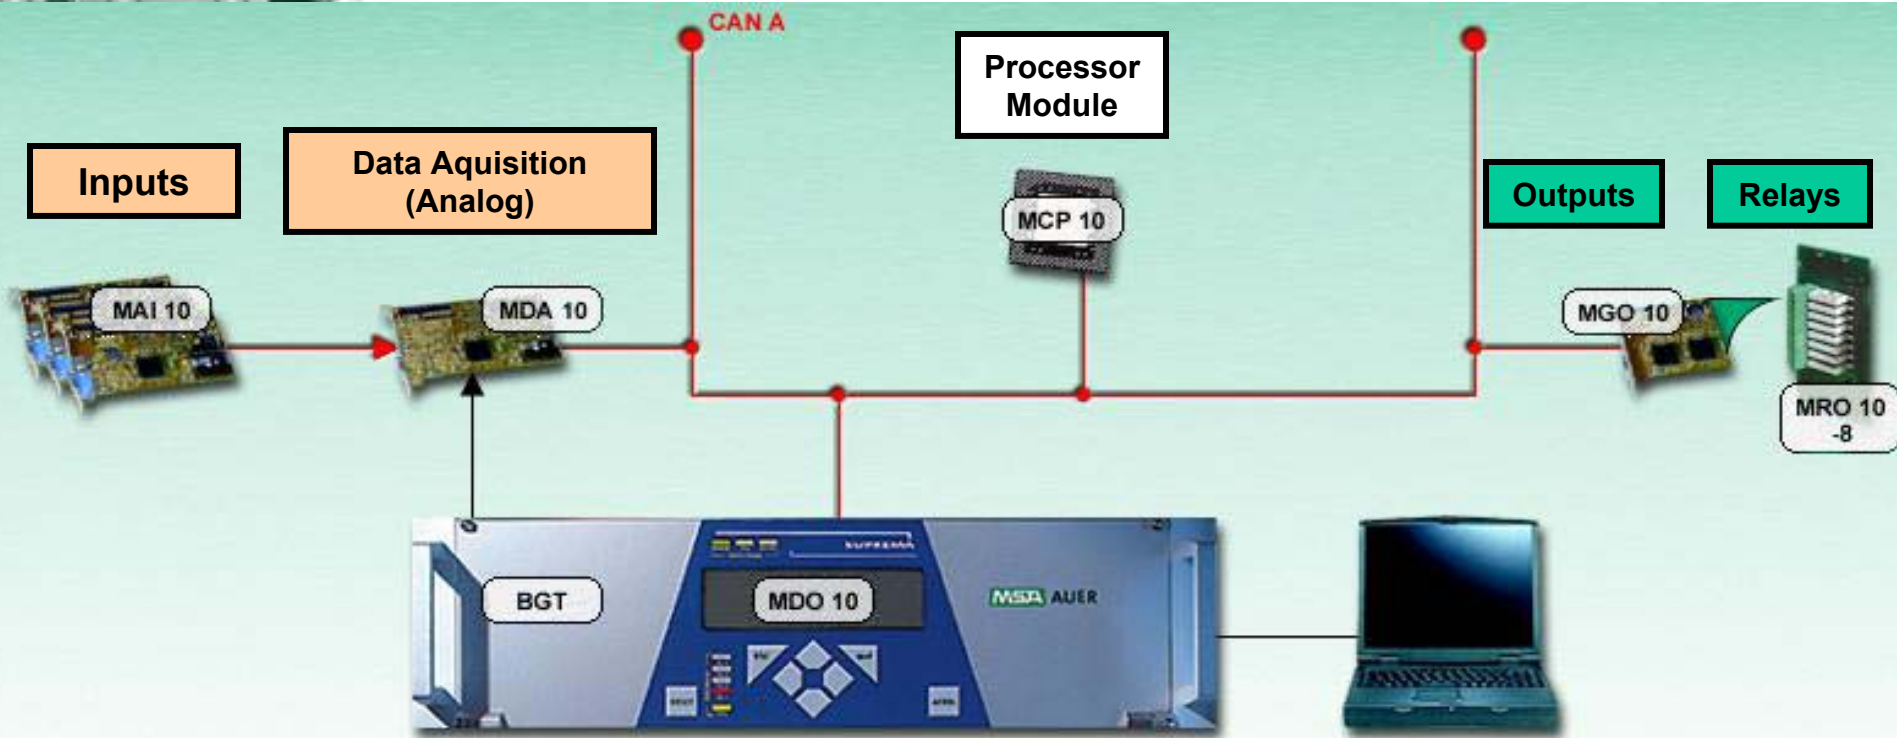 CAN A
Processor
Module
Inputs
Data Aquisition
(Analog)
Outputs
Relays
MCP 10
MAI 10
MDA 10
MGO 10
MRO 10
-8
SUPREMA
BGT
MDO 10
MSA AUER